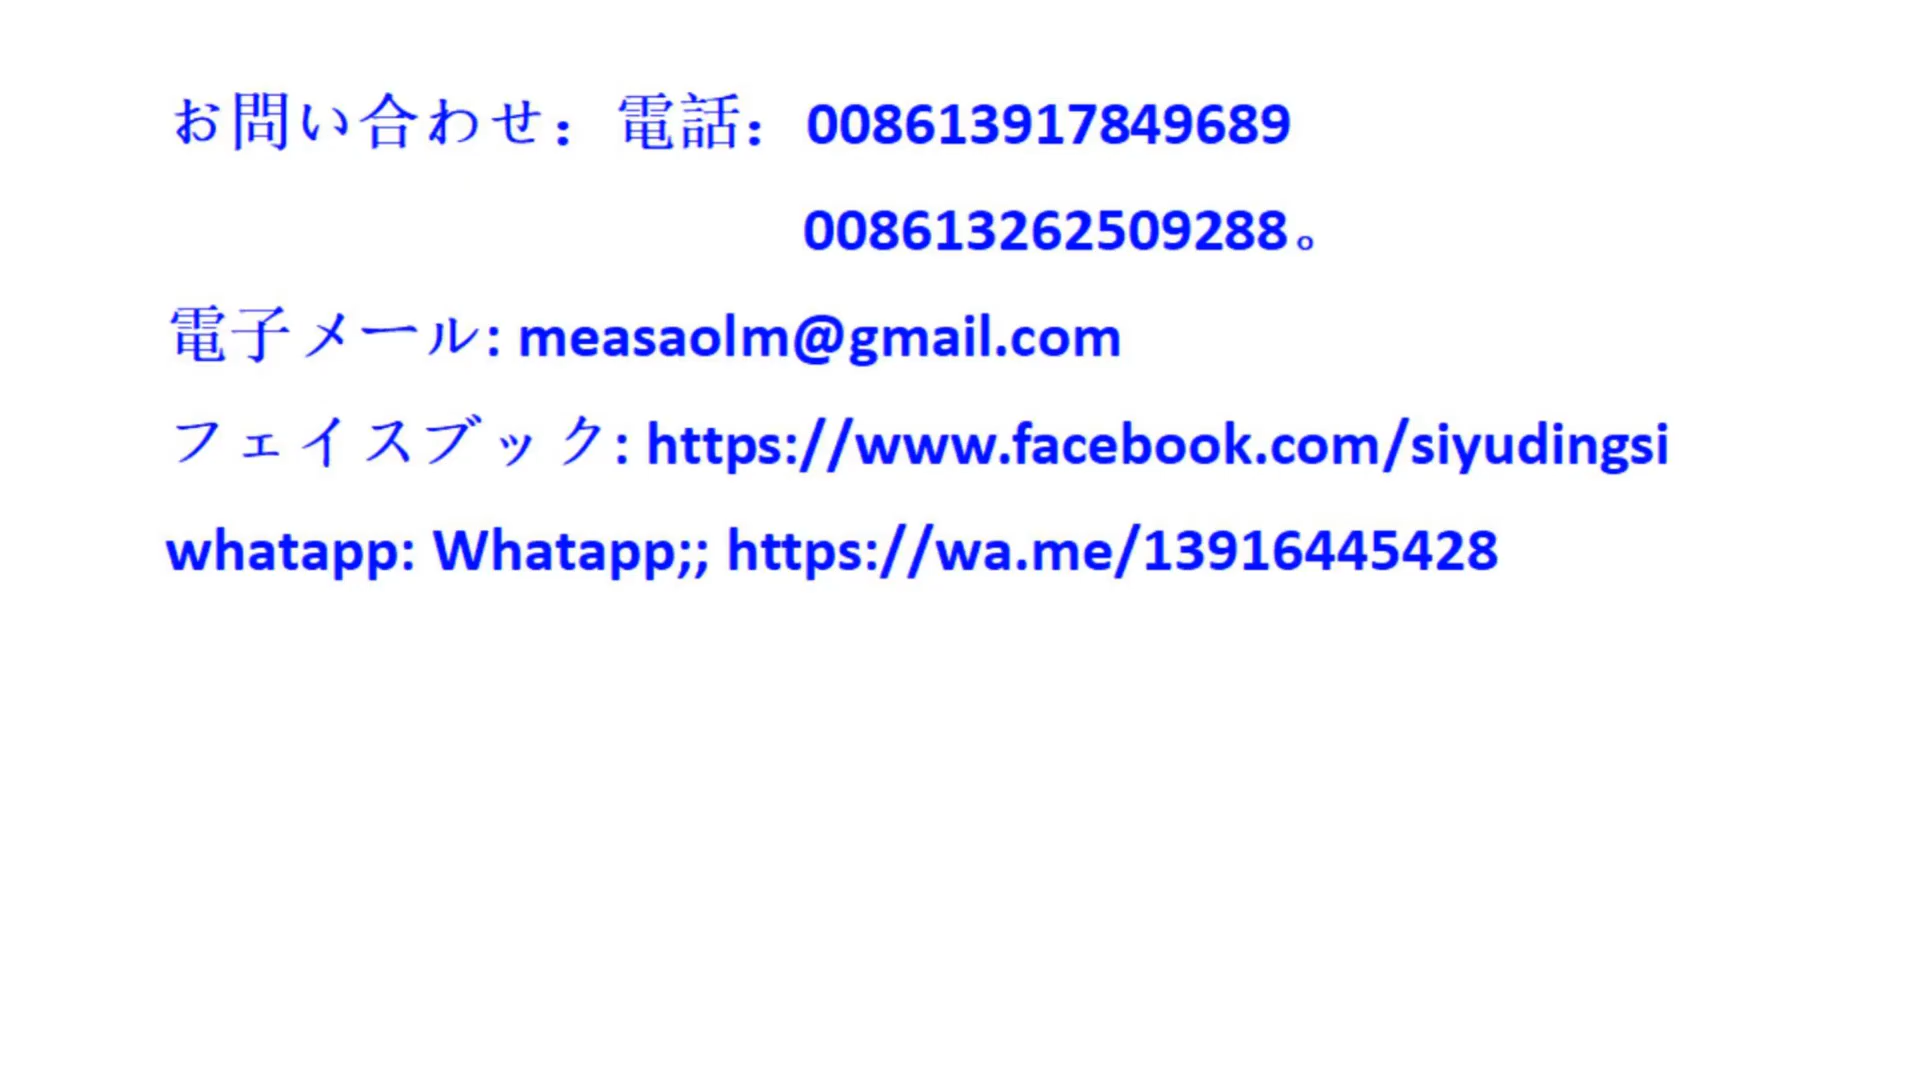 お問い合わせ：電話：008613917849689
008613262509288。
電子メール: measaolm@gmail.com
フェイスブック: https://www.facebook.com/siyudingsi
whatapp: Whatapp;; https://wa.me/13916445428